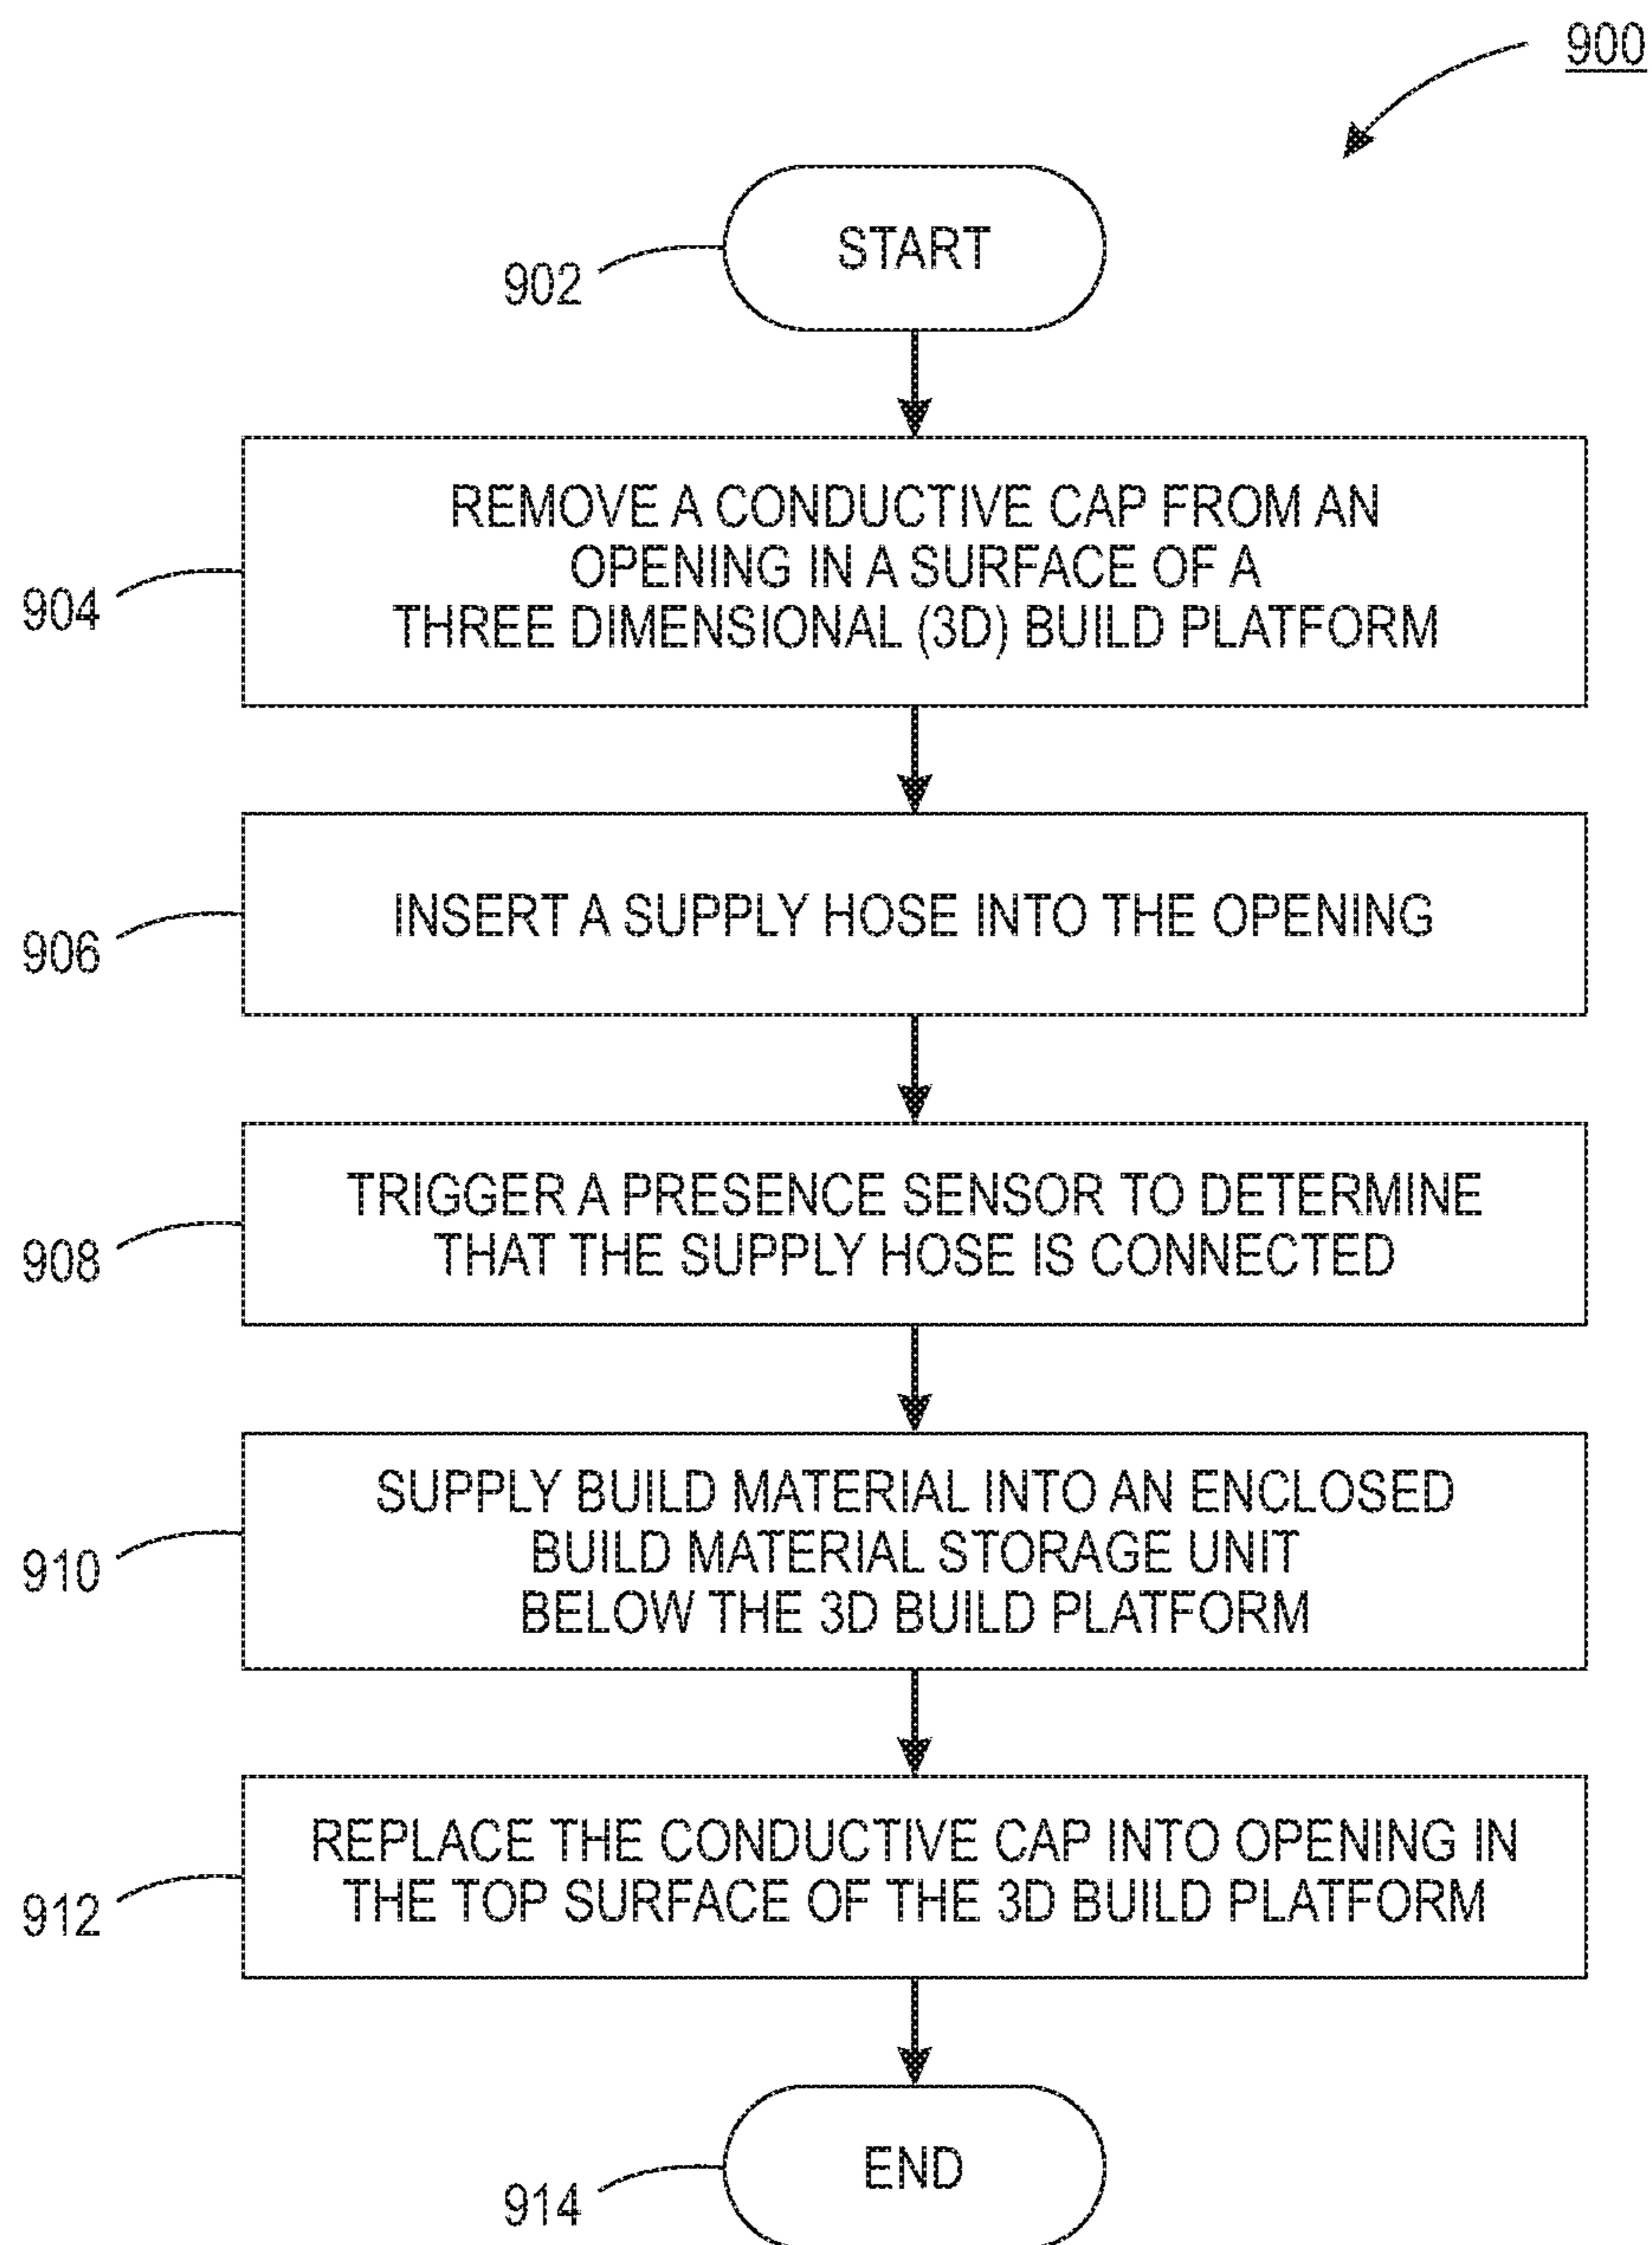 900
START
902
REMOVE A CONDUCTIVE CAP FROM AN
OPENING IN A SURFACE OF A
THREE DIMENSIONAL (3D) BUILD PLATFORM
904
INSERT A SUPPLY HOSE INTO THE OPENING
906
TRIGGER A PRESENCE SENSOR TO DETERMINE
THAT THE SUPPLY HOSE IS CONNECTED
908
SUPPLY BUILD MATERIAL INTO AN ENCLOSED
BUILD MATERIAL STORAGE UNIT
BELOW THE 3D BUILD PLATFORM
910
REPLACE THE CONDUCTIVE CAP INTO OPENING IN
THE TOP SURFACE OF THE 3D BUILD PLATFORM
912
END
914